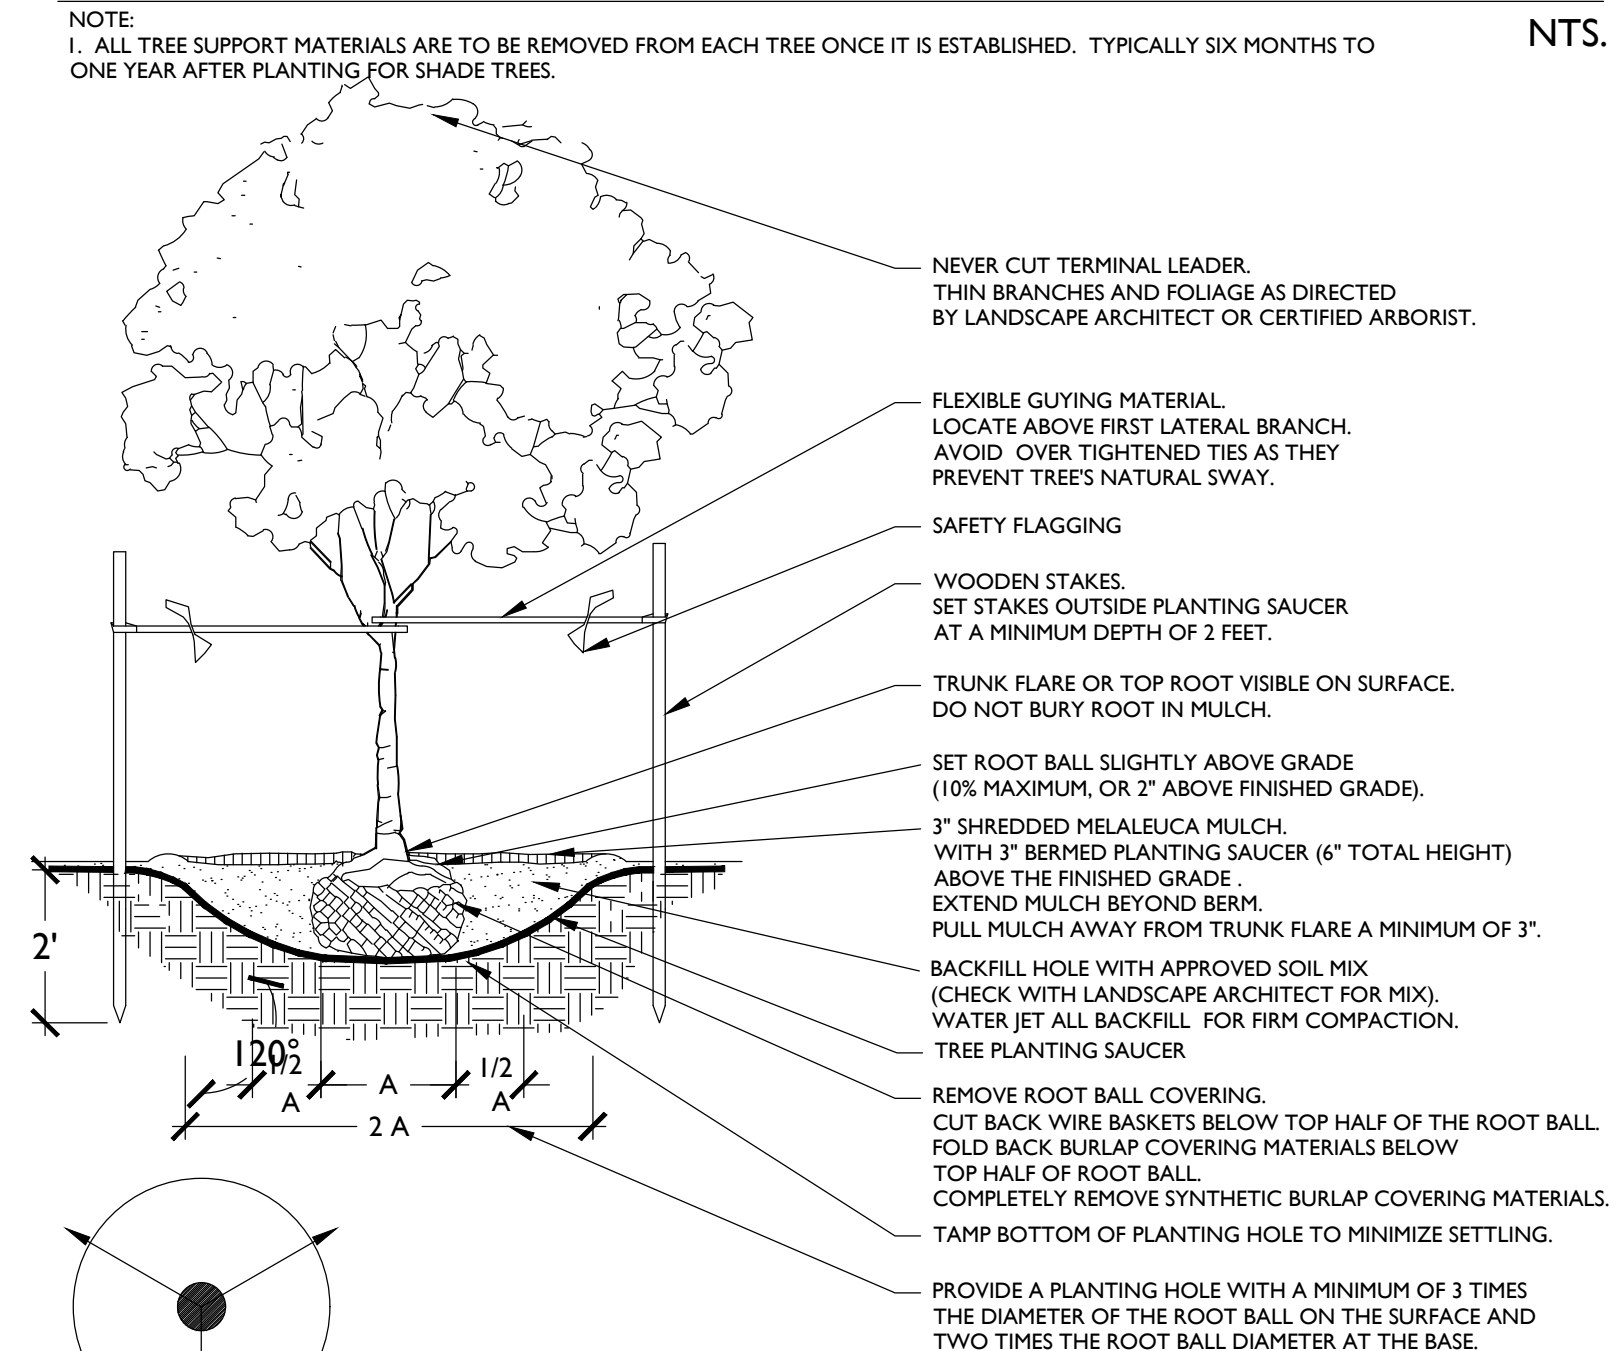 NOTE:
NTS.
1. ALL TREE SUPPORT MATERIALS ARE TO BE REMOVED FROM EACH TREE ONCE IT IS ESTABLISHED. TYPICALLY SIX MONTHS TO
ONE YEAR AFTER PLANTING FOR SHADE TREES.
NEVER CUT TERMINAL LEADER.
THIN BRANCHES AND FOLIAGE AS DIRECTED
BY LANDSCAPE ARCHITECT OR CERTIFIED ARBORIST.
FLEXIBLE GUYING MATERIAL.
LOCATE ABOVE FIRST LATERAL BRANCH.
AVOID OVER TIGHTENED TIES AS THEY
PREVENT TREE'S NATURAL SWAY.
SAFETY FLAGGING
WOODEN STAKES.
SET STAKES OUTSIDE PLANTING SAUCER
AT A MINIMUM DEPTH OF 2 FEET.
TRUNK FLARE OR TOP ROOT VISIBLE ON SURFACE.
DO NOT BURY ROOT IN MULCH.
SET ROOT BALL SLIGHTLY ABOVE GRADE
(10% MAXIMUM, OR 2" ABOVE FINISHED GRADE).
3" SHREDDED MELALEUCA MULCH.
WITH 3" BERMED PLANTING SAUCER (6" TOTAL HEIGHT)
ABOVE THE FINISHED GRADE .
EXTEND MULCH BEYOND BERM.
PULL MULCH AWAY FROM TRUNK FLARE A MINIMUM OF 3".
BACKFILL HOLE WITH APPROVED SOIL MIX
(CHECK WITH LANDSCAPE ARCHITECT FOR MIX).
WATER JET ALL BACKFILL FOR FIRM COMPACTION.
TREE PLANTING SAUCER
REMOVE ROOT BALL COVERING.
CUT BACK WIRE BASKETS BELOW TOP HALF OF THE ROOT BALL.
FOLD BACK BURLAP COVERING MATERIALS BELOW
TOP HALF OF ROOT BALL.
COMPLETELY REMOVE SYNTHETIC BURLAP COVERING MATERIALS.
TAMP BOTTOM OF PLANTING HOLE TO MINIMIZE SETTLING.
PROVIDE A PLANTING HOLE WITH A MINIMUM OF 3 TIMES
THE DIAMETER OF THE ROOT BALL ON THE SURFACE AND
TWO TIMES THE ROOT BALL DIAMETER AT THE BASE.
2'
120°
1/2
A
A
1/2
A
2 A